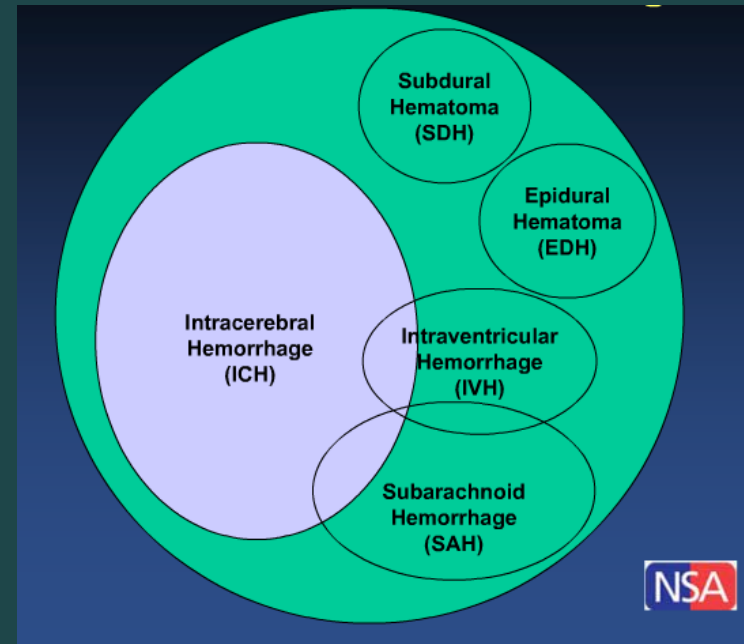 Subdural
Hematoma
(SDH)
Epidural
Hematoma
(EDH)
Intracerebral
Hemorrhage
(ICH)
Intraventricular
Hemorrhage
(IVH)
Subarachnoid
Hemorrhage
(SAH)
NSA